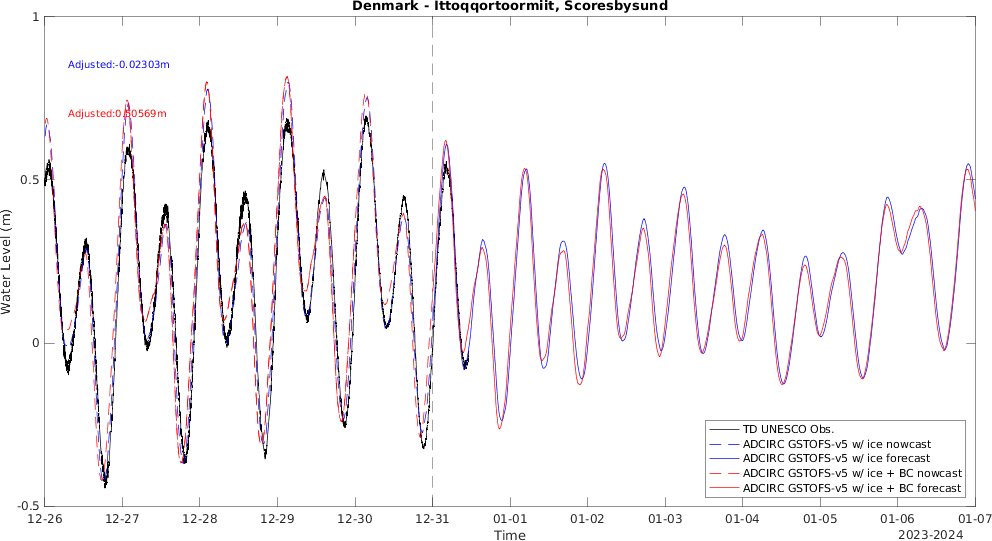 Denmark - Ittoqqortoormiit, Scoresbysund
1
Adjusted:-0.02303m
Adjusted:0.60569m
0.5
0
-0.5
Water Level (m)
TD UNESCO Obs.
ADCIRC GSTOFS-v5 w/ ice nowcast
ADCIRC GSTOFS-v5 w/ ice forecast
ADCIRC GSTOFS-v5 w/ ice + BC nowcast
ADCIRC GSTOFS-v5 w/ ice + BC forecast
12-26 12-27 12-28 12-29 12-30 12-31 01-01 01-02 01-03 01-04 01-05 01-06 01-07
Time
2023-2024